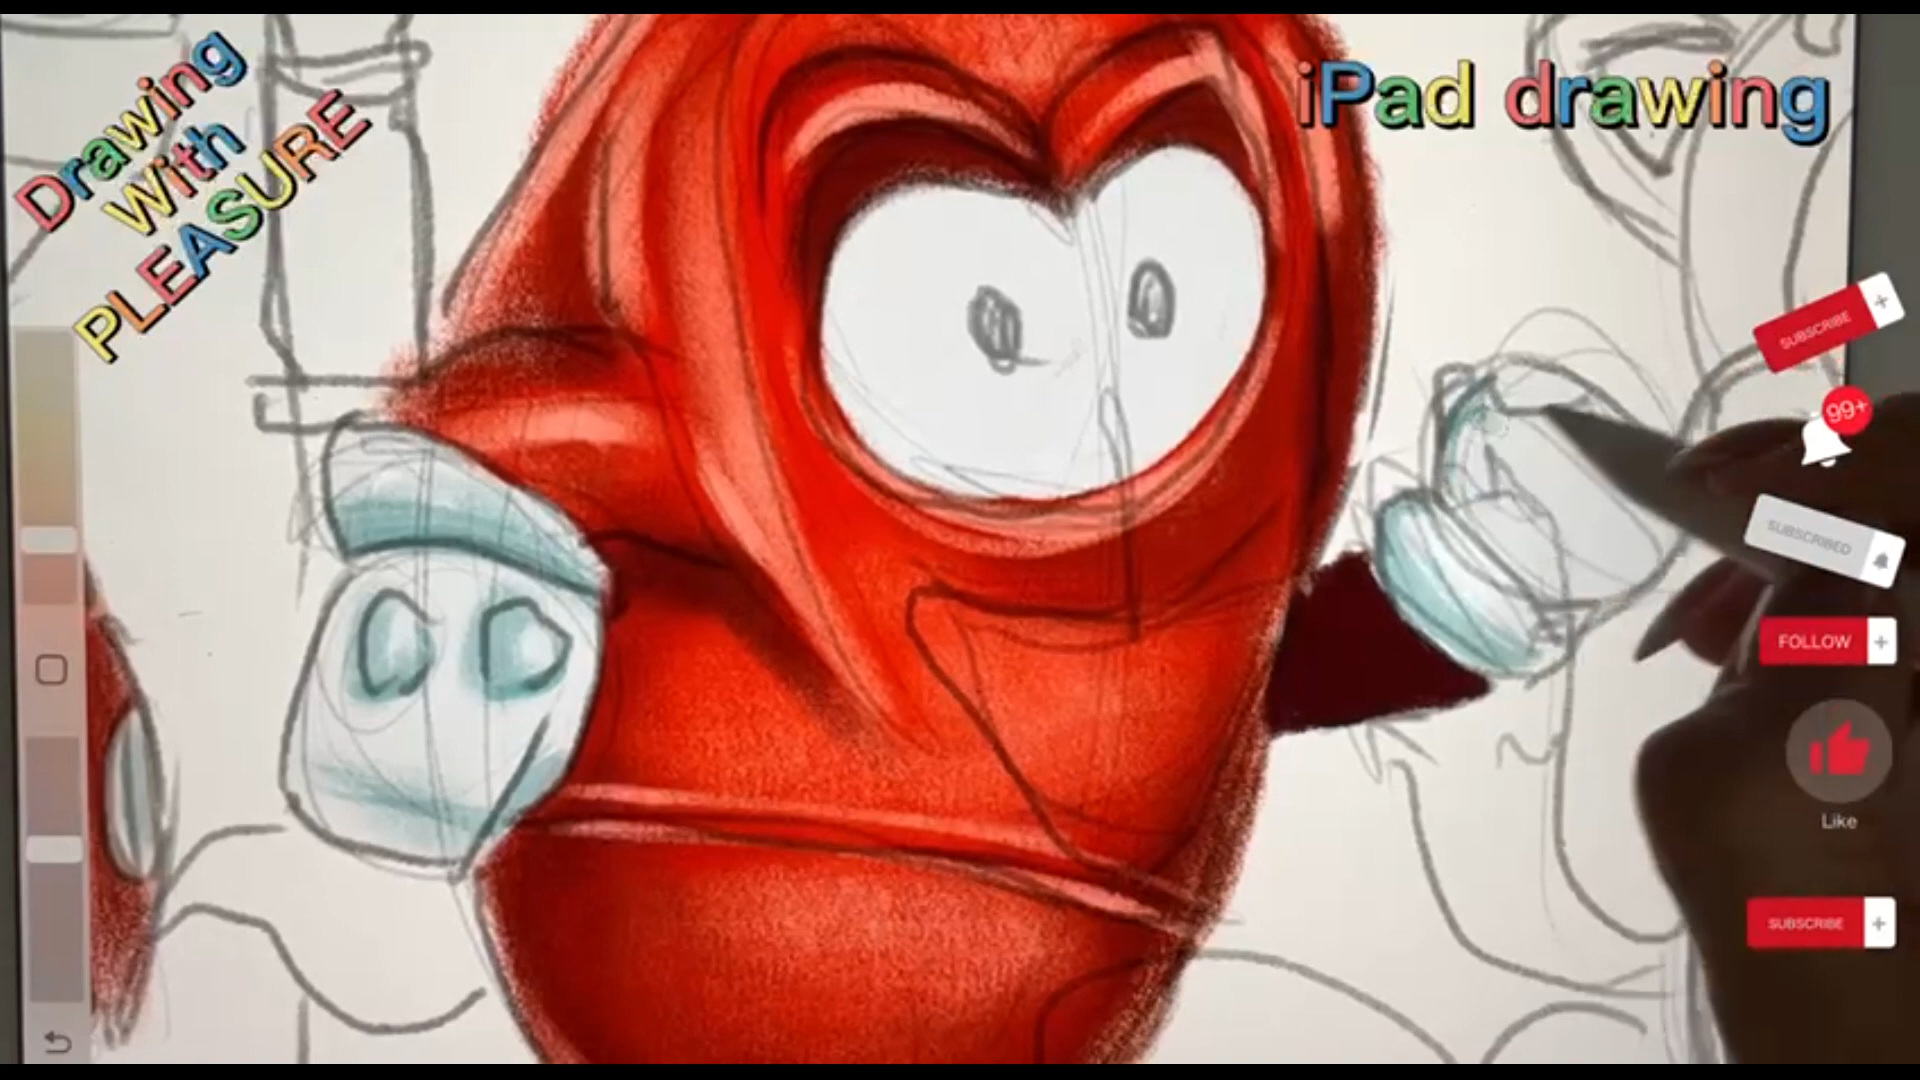 Drawing
With
PLEASURE
iPad drawing
SUBSCRIBE
99+
SUBSCRIBED
FOLLOW
Like
SUBSCRIBE